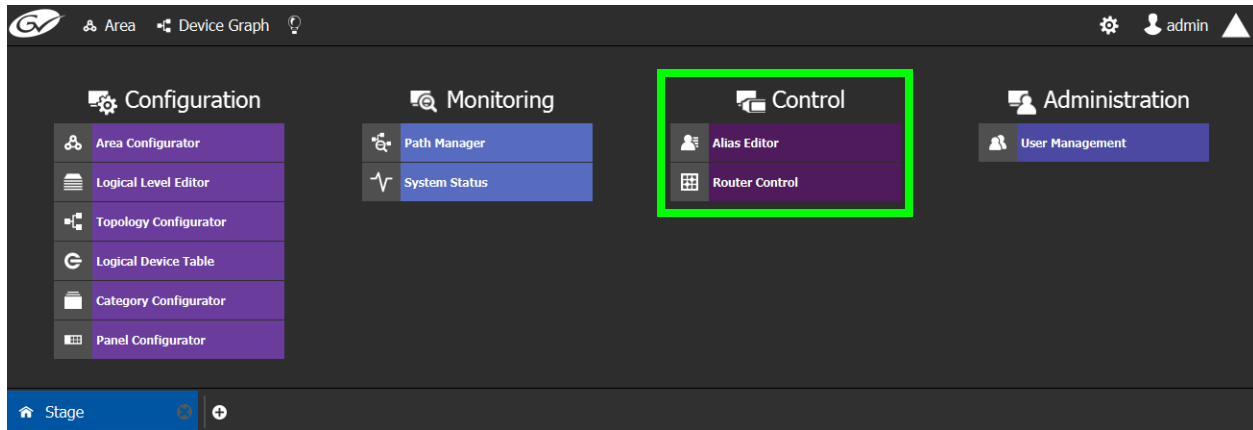 GV Area Device Graph admin
Configuration
Area Configurator
Logical Level Editor
Topology Configurator
Logical Device Table
Category Configurator
Panel Configurator
Monitoring
Path Manager
System Status
Control
Alias Editor
Router Control
Administration
User Management
Stage